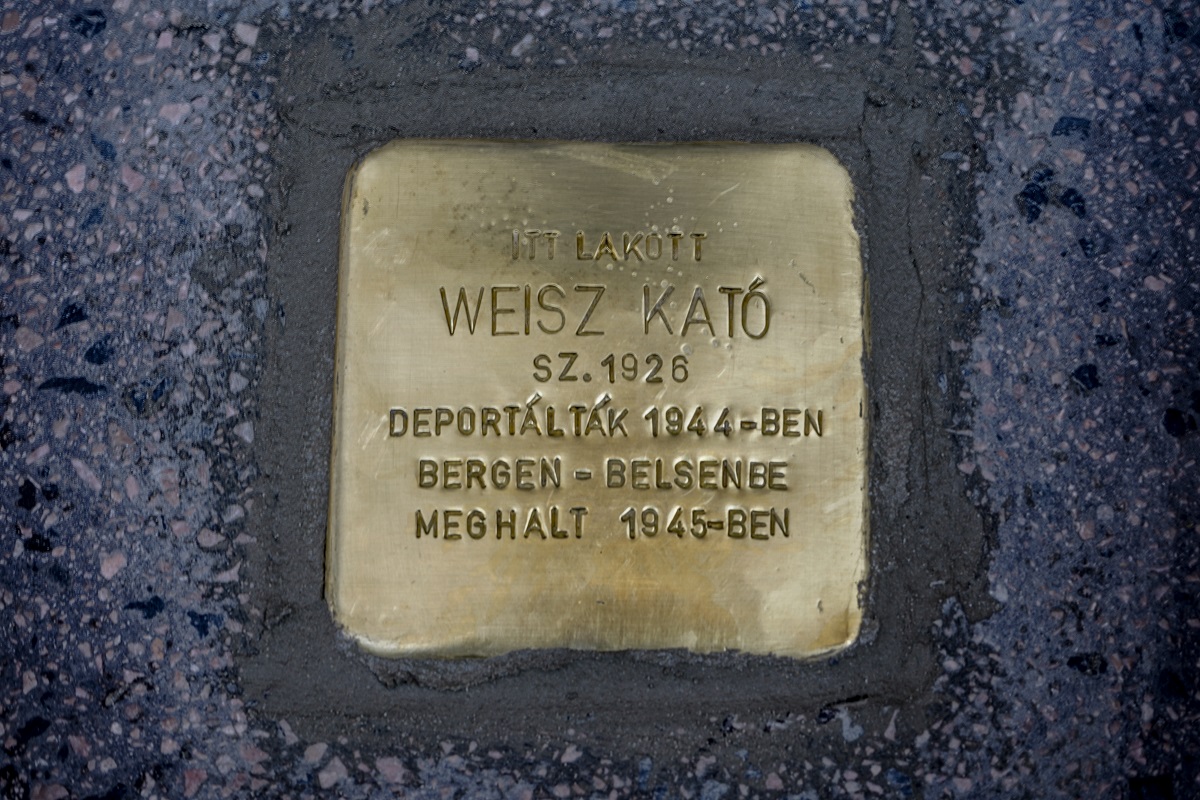 ITT LAKOTT
WEISZ KATÓ
SZ. 1926
DEPORTÁLTÁK 1944-BEN
BERGEN - BELSENBE
MEGHALT 1945-BEN